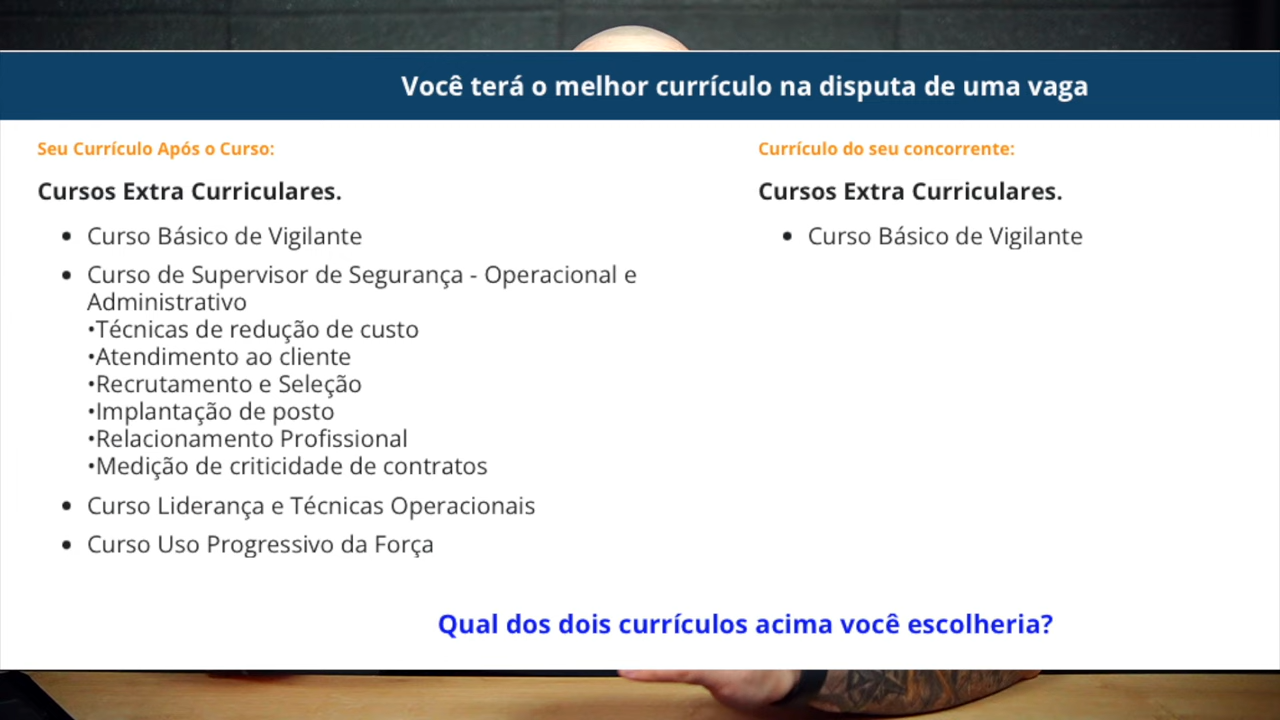 Você terá o melhor currículo na disputa de uma vaga
Seu Currículo Após o Curso:
Cursos Extra Curriculares.
• Curso Básico de Vigilante
• Curso de Supervisor de Segurança - Operacional e
Administrativo
•Técnicas de redução de custo
•Atendimento ao cliente
•Recrutamento e Seleção
•Implantação de posto
•Relacionamento Profissional
•Medição de criticidade de contratos
• Curso Liderança e Técnicas Operacionais
• Curso Uso Progressivo da Força
Currículo do seu concorrente:
Cursos Extra Curriculares.
• Curso Básico de Vigilante
Qual dos dois currículos acima você escolheria?